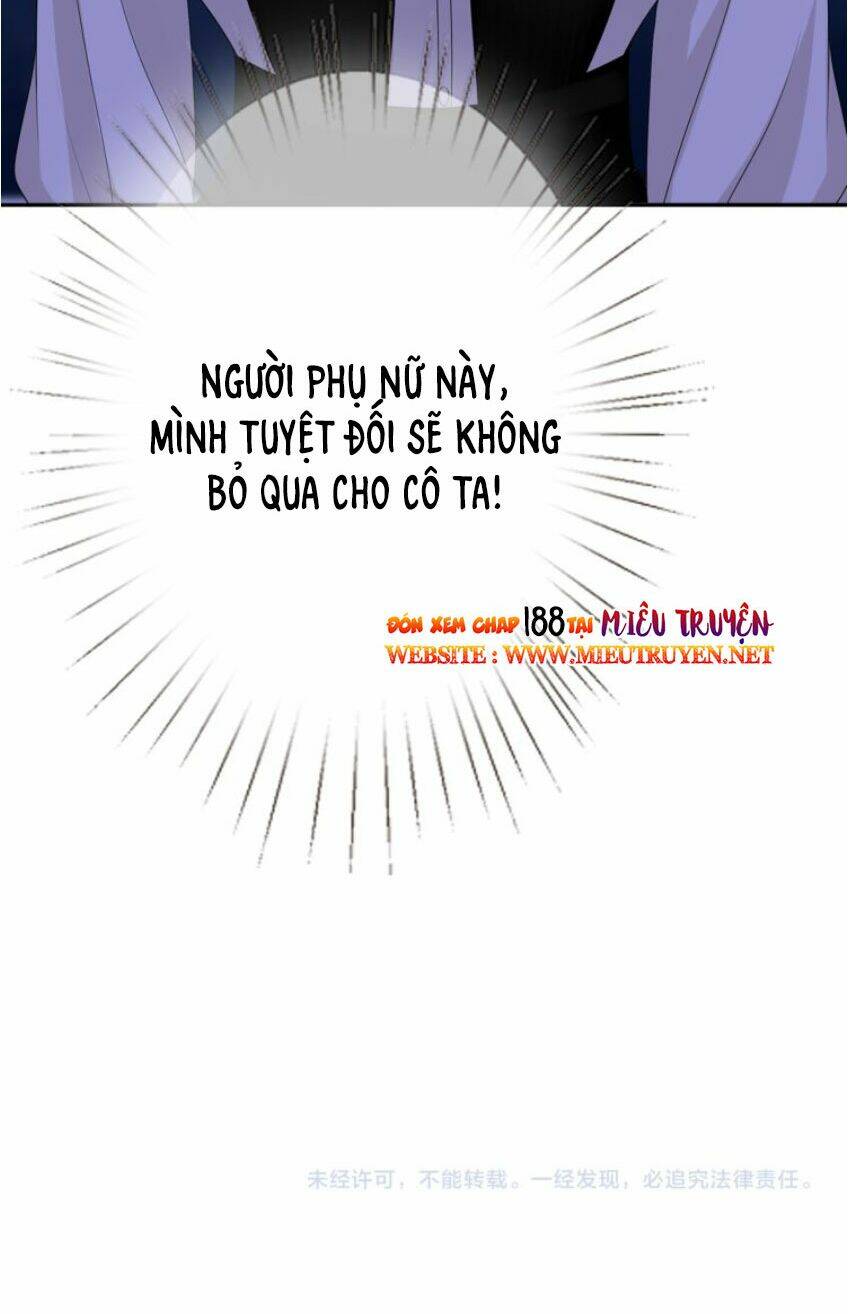 NGƯỜI PHỤ NỮ NÀY,
MÌNH TUYỆT ĐỐI SẼ KHÔNG
BỎ QUA CHO CÔ TA!
ĐÓN XEM CHAP 188 TẠI MIÊU TRUYỆN
WEBSITE : WWW.MIEUTRUYEN.NET
未经许可，不能转载。一经发现，必追究法律责任。